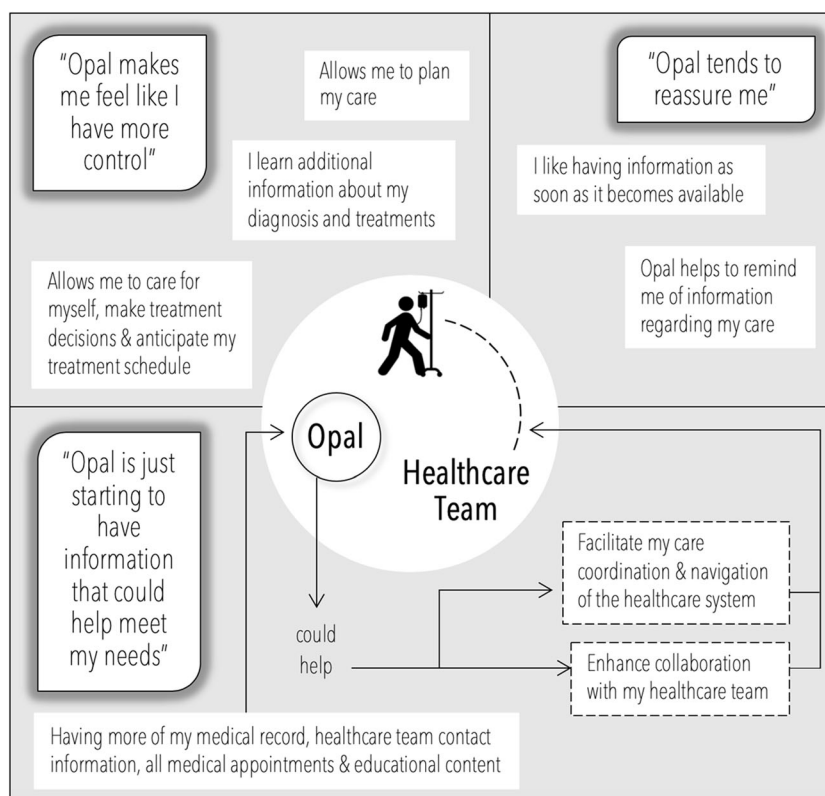 "Opal makes
me feel like I
have more
control"
Allows me to plan
my care
I learn additional
information about my
diagnosis and treatments
Allows me to care for
myself, make treatment
decisions & anticipate my
treatment schedule
"Opal tends to
reassure me"
I like having information as
soon as it becomes available
Opal helps to remind
me of information
regarding my care
Opal
Healthcare
Team
"Opal is just
starting to
have
information
that could
help meet
my needs"
could
help
Facilitate my care
coordination & navigation
of the healthcare system
Enhance collaboration
with my healthcare team
Having more of my medical record, healthcare team contact
information, all medical appointments & educational content